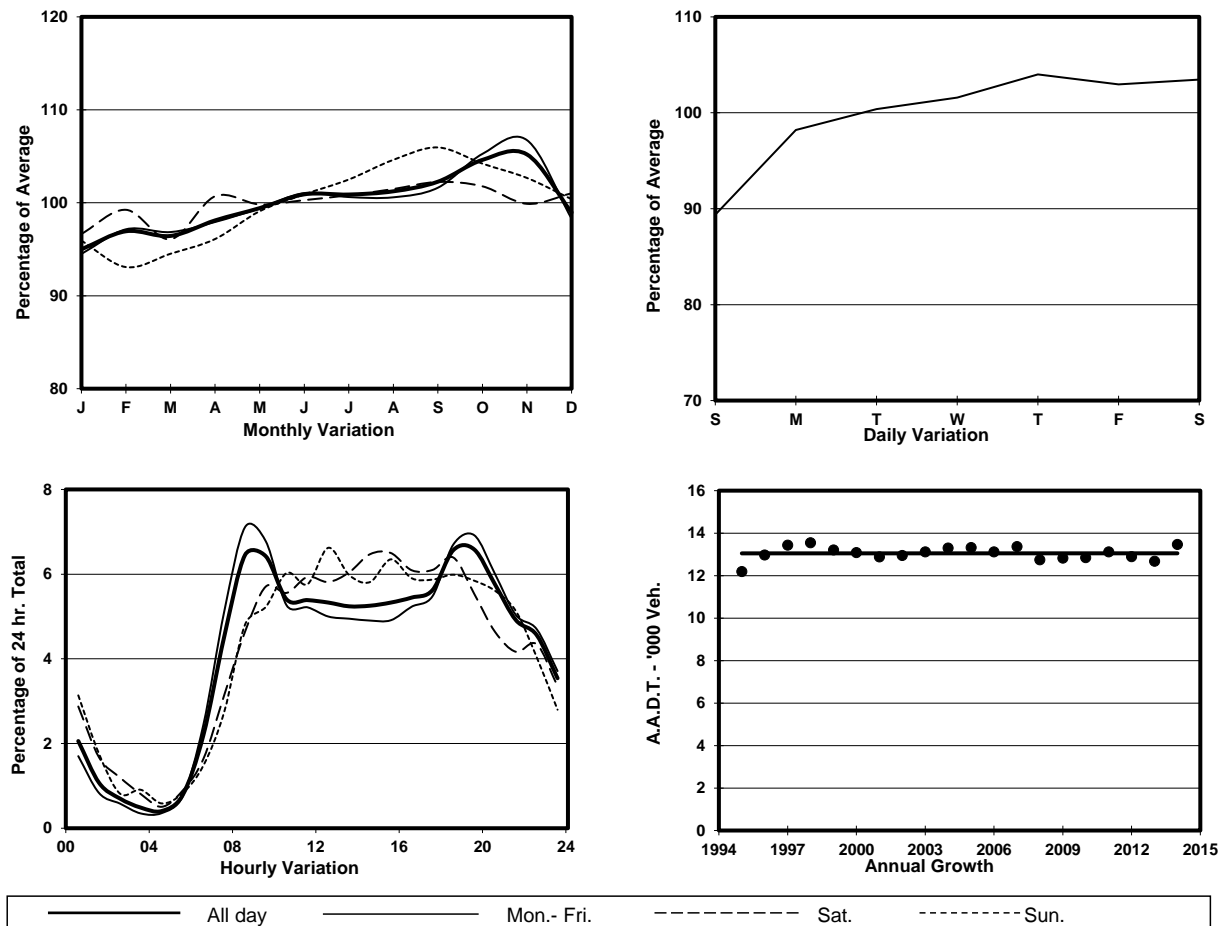 120
110
100
90
80
Percentage of Average
J F M A M J J A S O N D
Monthly Variation
110
100
90
80
70
Percentage of Average
S M T W T F S
Daily Variation
8
6
4
2
0
Percentage of 24 hr. Total
00 04 08 12 16 20 24
Hourly Variation
16
14
12
10
8
6
4
2
0
A.A.D.T. - '000 Veh.
1994 1997 2000 2003 2006 2009 2012 2015
Annual Growth
All day Mon.- Fri. Sat. Sun.